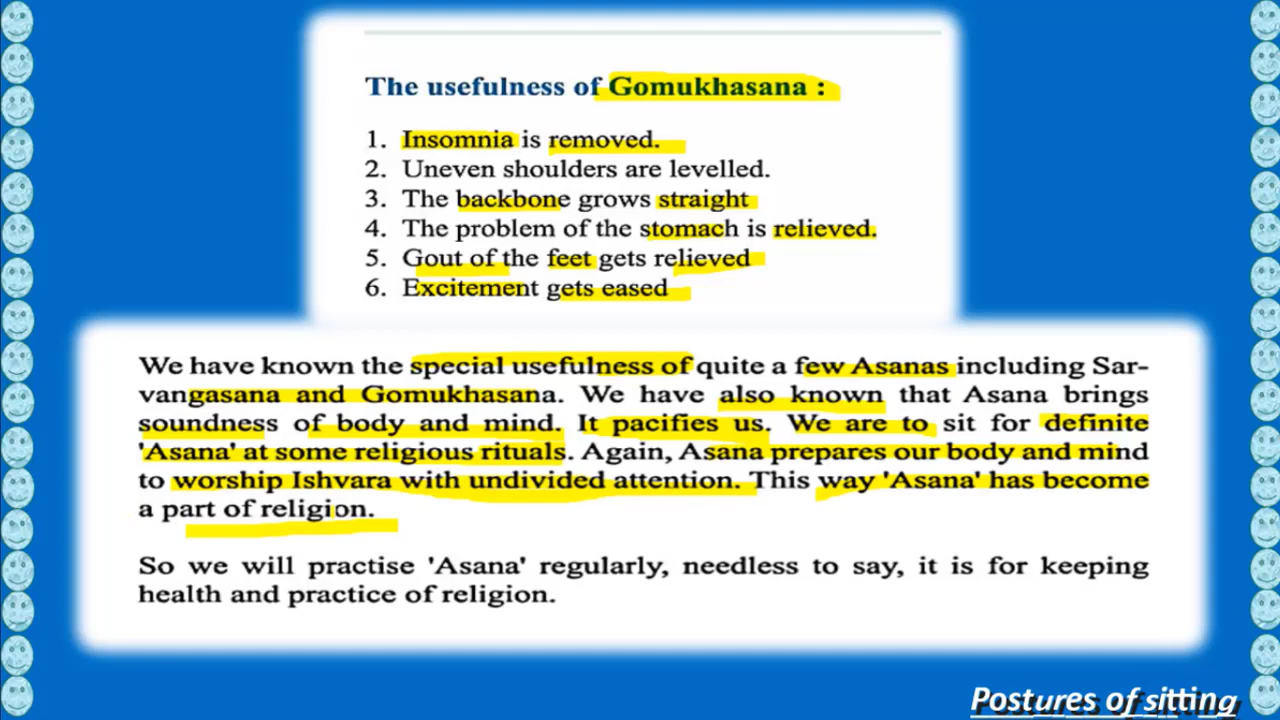 The usefulness of Gomukhasana :
1. Insomnia is removed.
2. Uneven shoulders are levelled.
3. The backbone grows straight
4. The problem of the stomach is relieved.
5. Gout of the feet gets relieved
6. Excitement gets eased
We have known the special usefulness of quite a few Asanas including Sar-
vangasana and Gomukhasana. We have also known that Asana brings
soundness of body and mind. It pacifies us. We are to sit for definite
'Asana' at some religious rituals. Again, Asana prepares our body and mind
to worship Ishvara with undivided attention. This way 'Asana' has become
a part of religion.
So we will practise 'Asana' regularly, needless to say, it is for keeping
health and practice of religion.
Postures of sitting